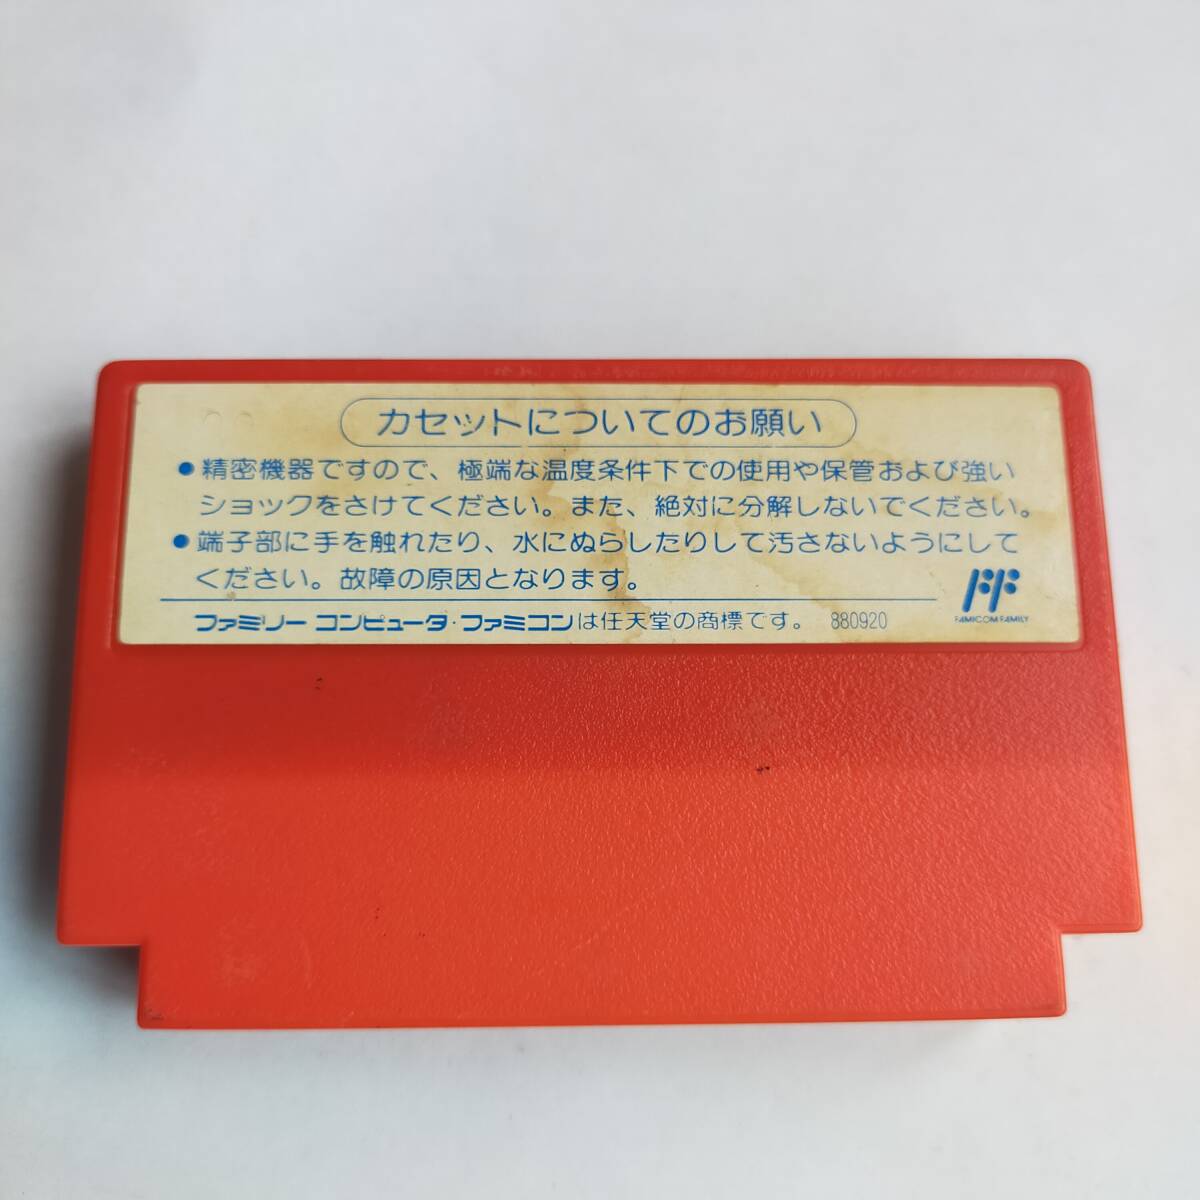 カセットについてのお願い
●精密機器ですので、極端な温度条件下での使用や保管および強い
ショックをさけてください。また、絶対に分解しないでください。
●端子部に手を触れたり、水にぬらしたりして汚さないようにして
ください。故障の原因となります。
ファミリー コンピュータ・ファミコンは任天堂の商標です。 880920
FF
FAMICOM FAMILY